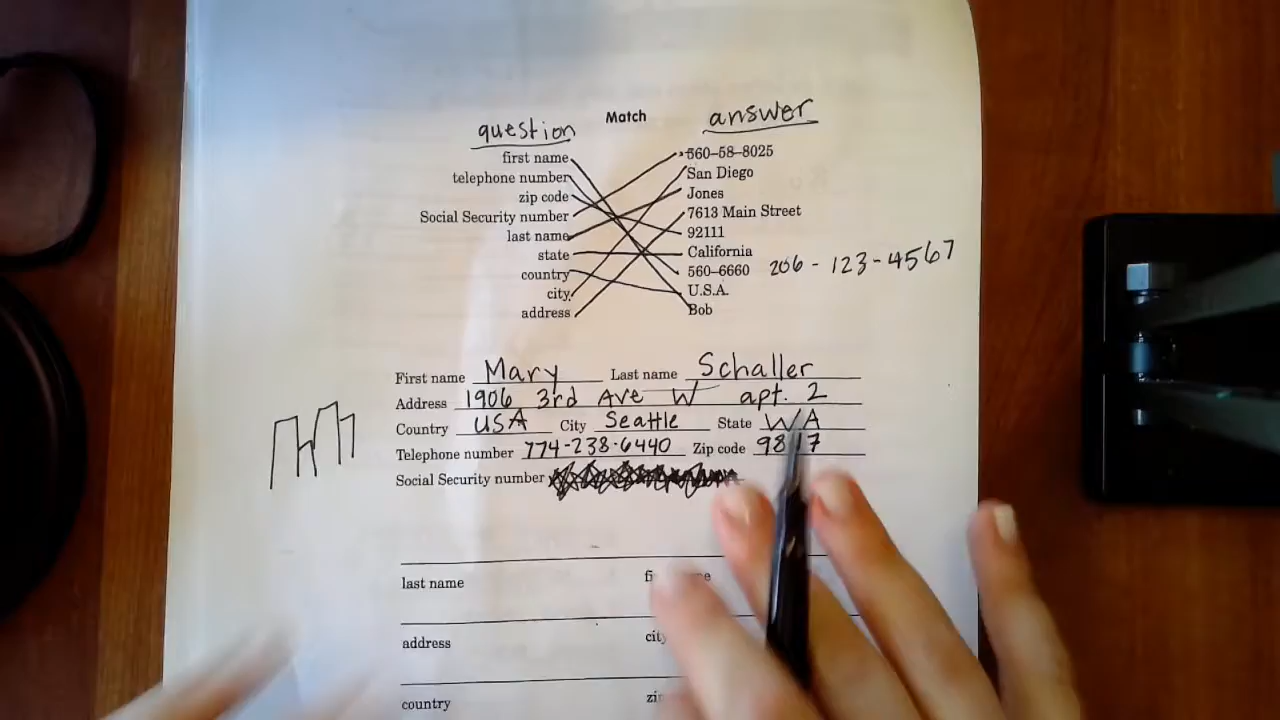 Match
question answer
first name 560–58–8025
telephone number San Diego
zip code Jones
Social Security number 7613 Main Street
last name 92111
state California
country 560–6660 206-123-4567
city U.S.A.
address Bob
First name Mary Last name Schaller
Address 1906 3rd Ave W apt. 2
Country USA City Seattle State WA
Telephone number 774-238-6440 Zip code
Social Security number
last name
address
country